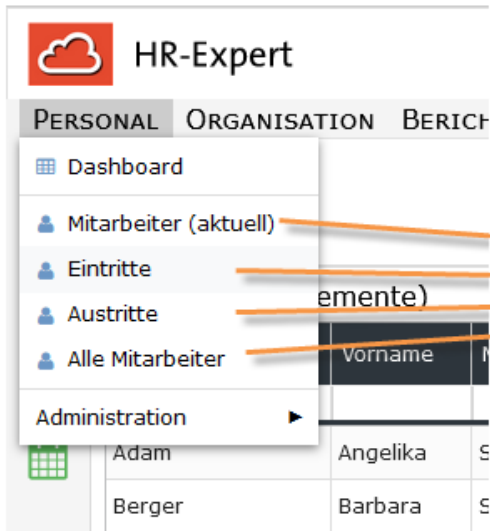 HR-Expert
PERSONAL ORGANISATION
Dashboard
Mitarbeiter (aktuell)
Eintritte
emente)
Austritte
Vorname
Alle Mitarbeiter
Administration
Adam Angelika S
Berger Barbara S